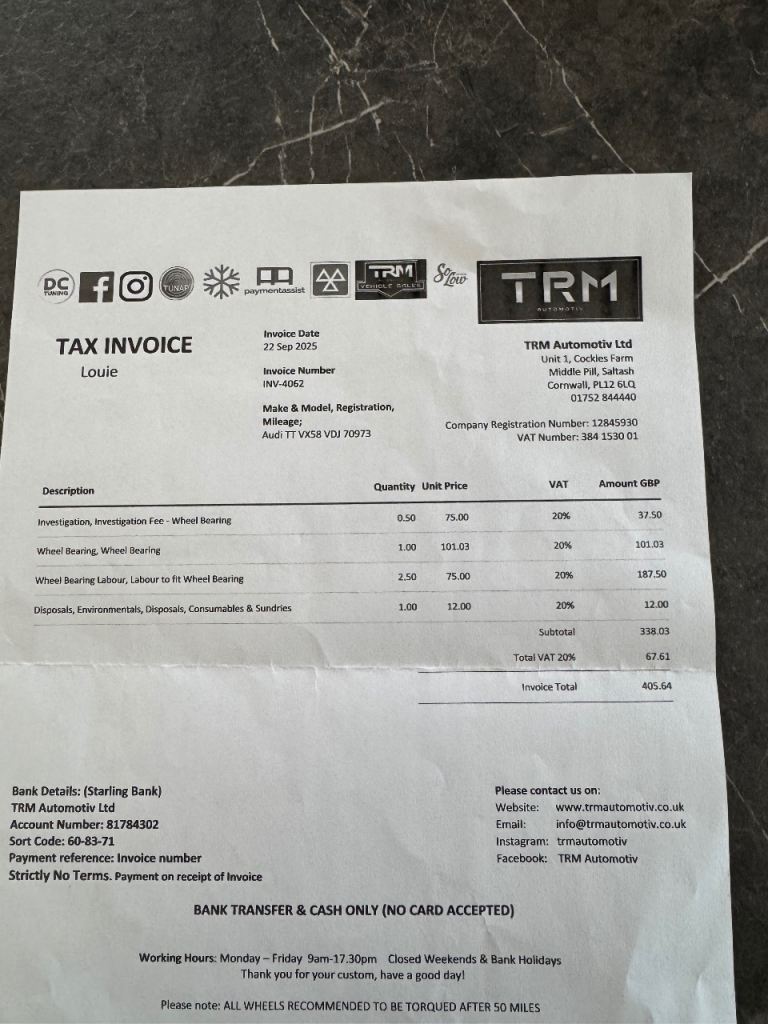 DC
TUNING
TUNAP
paymentassist
TRM
VEHICLE SALES
So Low
TRM
AUTOMOTIV
TAX INVOICE
Louie
Invoice Date
22 Sep 2025
Invoice Number
INV-4062
Make & Model, Registration,
Mileage;
Audi TT VX58 VDJ 70973
TRM Automotiv Ltd
Unit 1, Cockles Farm
Middle Pill, Saltash
Cornwall, PL12 6LQ
01752 844440
Company Registration Number: 12845930
VAT Number: 384 1530 01
Description Quantity Unit Price VAT Amount GBP
Investigation, Investigation Fee - Wheel Bearing 0.50 75.00 20% 37.50
Wheel Bearing, Wheel Bearing 1.00 101.03 20% 101.03
Wheel Bearing Labour, Labour to fit Wheel Bearing 2.50 75.00 20% 187.50
Disposals, Environmentals, Disposals, Consumables & Sundries 1.00 12.00 20% 12.00
Subtotal 338.03
Total VAT 20% 67.61
Invoice Total 405.64
Bank Details: (Starling Bank)
TRM Automotiv Ltd
Account Number: 81784302
Sort Code: 60-83-71
Payment reference: Invoice number
Strictly No Terms. Payment on receipt of Invoice
Please contact us on:
Website: www.trmautomotiv.co.uk
Email: info@trmautomotiv.co.uk
Instagram: trmautomotiv
Facebook: TRM Automotiv
BANK TRANSFER & CASH ONLY (NO CARD ACCEPTED)
Working Hours: Monday – Friday 9am-17.30pm Closed Weekends & Bank Holidays
Thank you for your custom, have a good day!
Please note: ALL WHEELS RECOMMENDED TO BE TORQUED AFTER 50 MILES